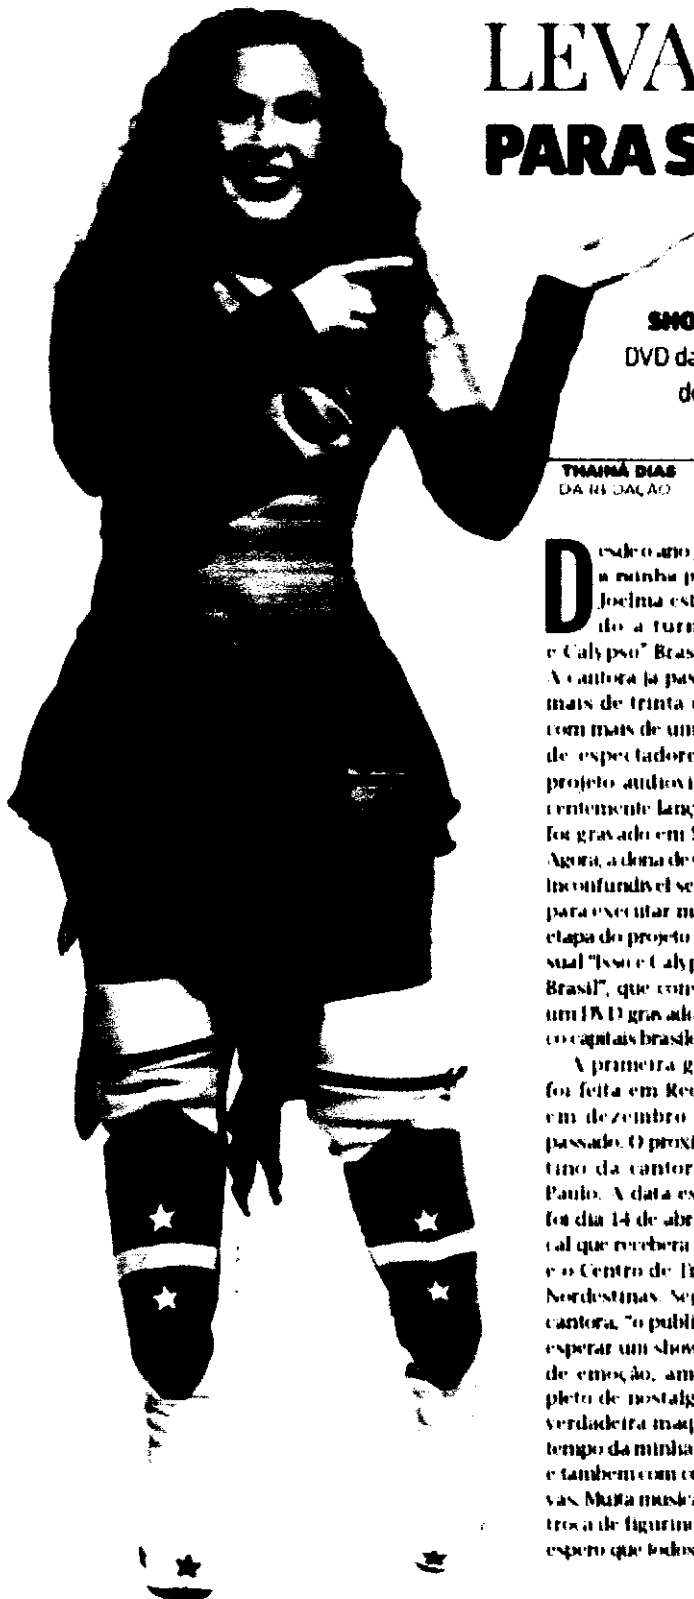 LEVA
PARA S
SHO
DVD da
de
THAINÁ DIAS
DA REDAÇÃO
Desde o ano
a minha p
Joelma est
do a turn
e Calypso" Bras
A cantora já pas
mais de trinta
com mais de um
de espectadore
projeto audiovi
centemente lanç
foi gravado em
Agora, a dona de
inconfundível se
para executar
etapa do projeto
sual "Isso é Calyp
Brasil", que con
um DVD gravad
co capitais brasile
A primeira g
foi feita em Rec
em dezembro
passado. O próxi
tino da cantor
Paulo. A data es
foi dia 14 de abr
cal que receberá
é o Centro de Tr
Nordestinas. Seg
cantora, "o públi
esperar um show
de emoção, am
pleto de nostalg
verdadeira maq
tempo da minha
e também com
vas. Muita música
troca de figurino
espero que todos